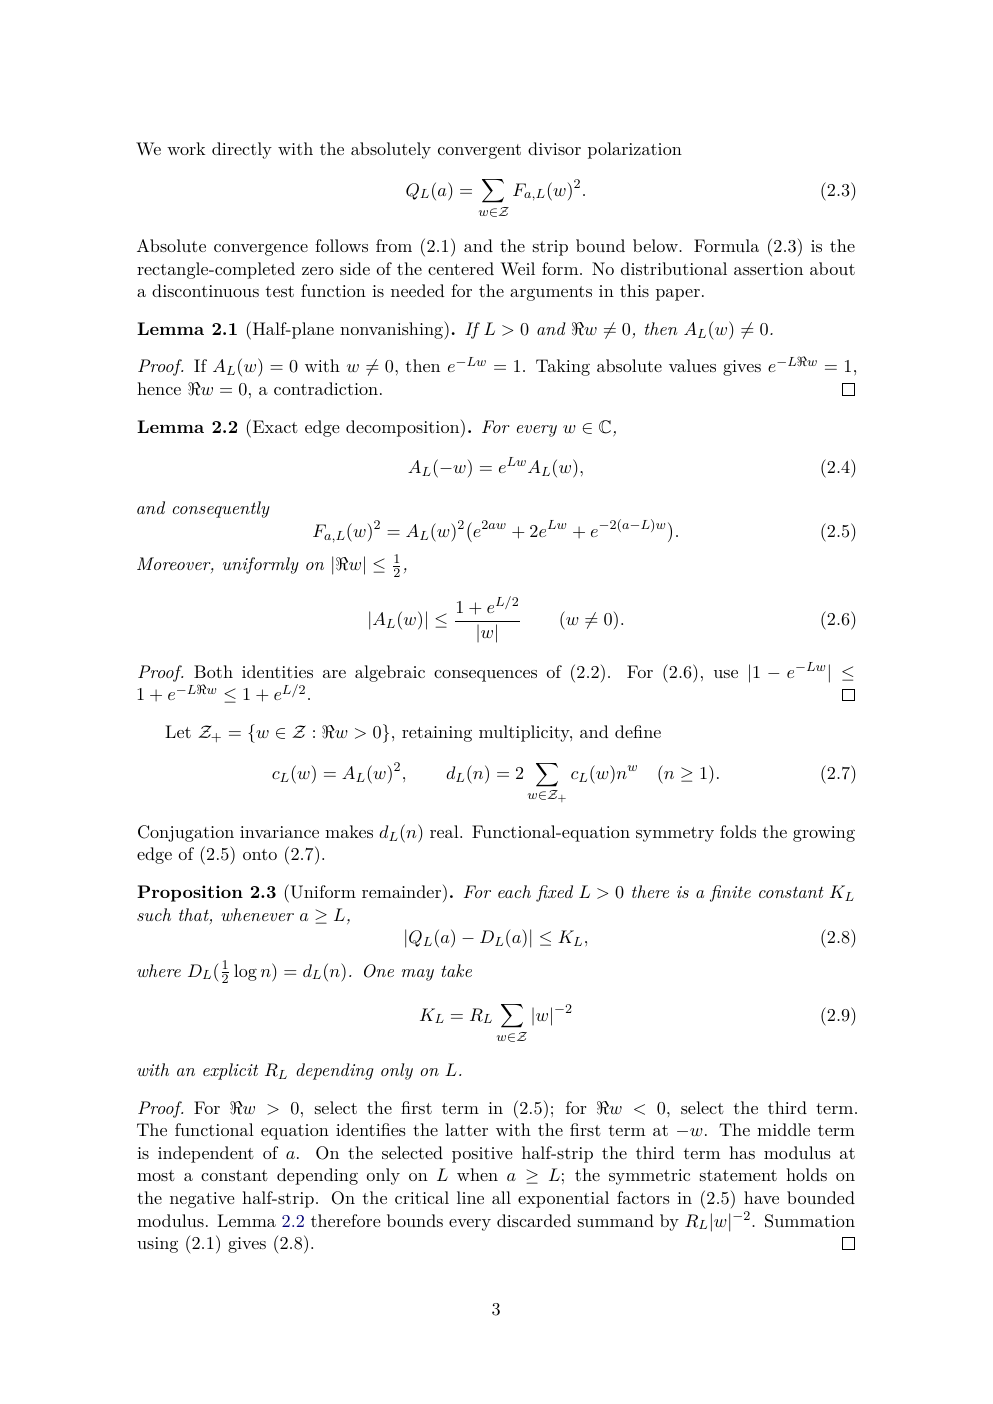 We work directly with the absolutely convergent divisor polarization
Q_L(a) = ∑_{w∈𝒵} F_{a,L}(w)². (2.3)
Absolute convergence follows from (2.1) and the strip bound below. Formula (2.3) is the
rectangle-completed zero side of the centered Weil form. No distributional assertion about
a discontinuous test function is needed for the arguments in this paper.
Lemma 2.1 (Half-plane nonvanishing). If L > 0 and ℜw ≠ 0, then A_L(w) ≠ 0.
Proof. If A_L(w) = 0 with w ≠ 0, then e^{−Lw} = 1. Taking absolute values gives e^{−Lℜw} = 1,
hence ℜw = 0, a contradiction. □
Lemma 2.2 (Exact edge decomposition). For every w ∈ ℂ,
A_L(−w) = e^{Lw} A_L(w), (2.4)
and consequently
F_{a,L}(w)² = A_L(w)²(e^{2aw} + 2e^{Lw} + e^{−2(a−L)w}). (2.5)
Moreover, uniformly on |ℜw| ≤ 1/2,
|A_L(w)| ≤ (1 + e^{L/2})/|w| (w ≠ 0). (2.6)
Proof. Both identities are algebraic consequences of (2.2). For (2.6), use |1 − e^{−Lw}| ≤
1 + e^{−Lℜw} ≤ 1 + e^{L/2}. □
Let 𝒵₊ = {w ∈ 𝒵 : ℜw > 0}, retaining multiplicity, and define
c_L(w) = A_L(w)², d_L(n) = 2 ∑_{w∈𝒵₊} c_L(w)n^w (n ≥ 1). (2.7)
Conjugation invariance makes d_L(n) real. Functional-equation symmetry folds the growing
edge of (2.5) onto (2.7).
Proposition 2.3 (Uniform remainder). For each fixed L > 0 there is a finite constant K_L
such that, whenever a ≥ L,
|Q_L(a) − D_L(a)| ≤ K_L, (2.8)
where D_L(1/2 log n) = d_L(n). One may take
K_L = R_L ∑_{w∈𝒵} |w|^{−2} (2.9)
with an explicit R_L depending only on L.
Proof. For ℜw > 0, select the first term in (2.5); for ℜw < 0, select the third term.
The functional equation identifies the latter with the first term at −w. The middle term
is independent of a. On the selected positive half-strip the third term has modulus at
most a constant depending only on L when a ≥ L; the symmetric statement holds on
the negative half-strip. On the critical line all exponential factors in (2.5) have bounded
modulus. Lemma 2.2 therefore bounds every discarded summand by R_L|w|^{−2}. Summation
using (2.1) gives (2.8). □
3